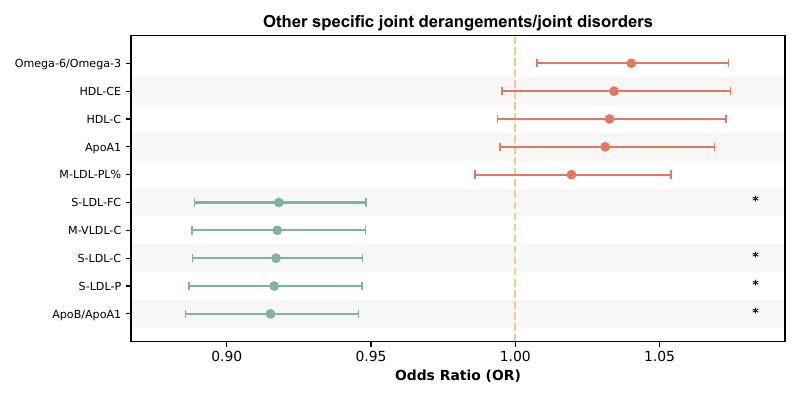 Other specific joint derangements/joint disorders
Omega-6/Omega-3
HDL-CE
HDL-C
ApoA1
M-LDL-PL%
S-LDL-FC *
M-VLDL-C
S-LDL-C *
S-LDL-P *
ApoB/ApoA1 *
0.90 0.95 1.00 1.05
Odds Ratio (OR)